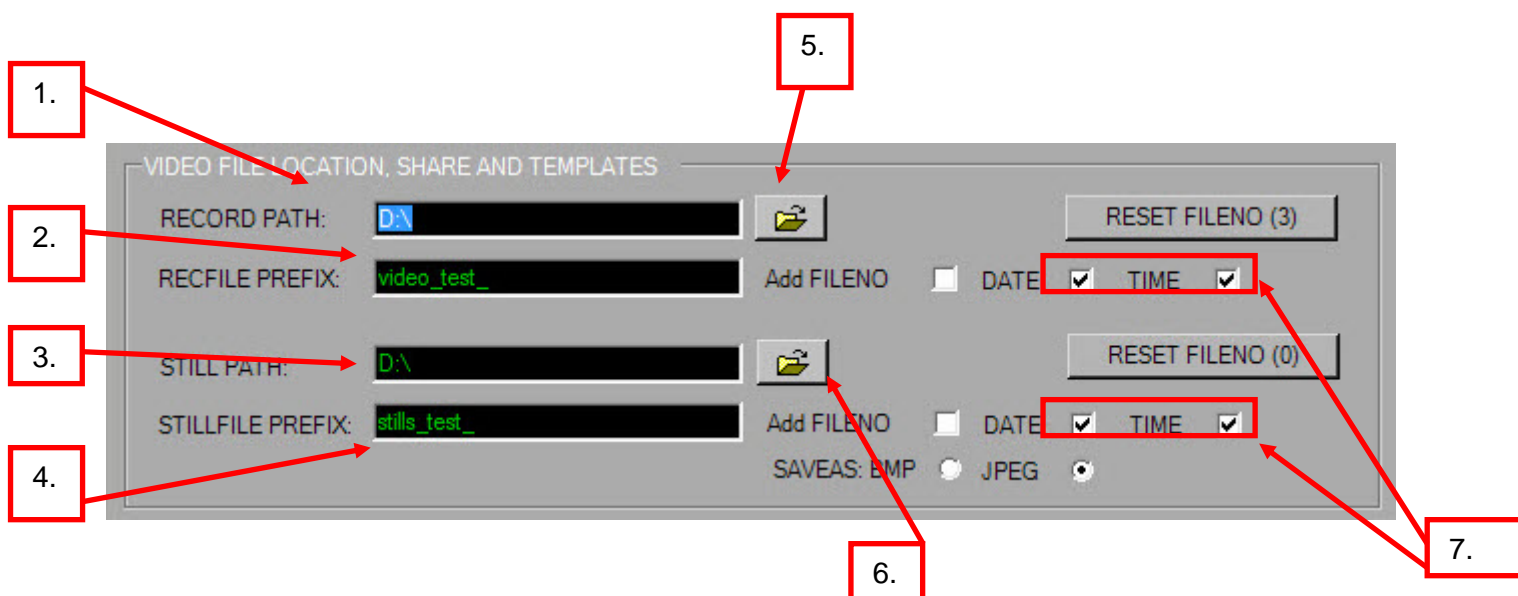 5.
1.
VIDEO FILE LOCATION, SHARE AND TEMPLATES
RECORD PATH: D:\ RESET FILENO (3)
2.
RECFILE PREFIX: video_test_ Add FILENO DATE TIME
3.
STILL PATH: D:\ RESET FILENO (0)
STILLFILE PREFIX: stills_test_ Add FILENO DATE TIME
4.
SAVEAS: BMP JPEG
7.
6.